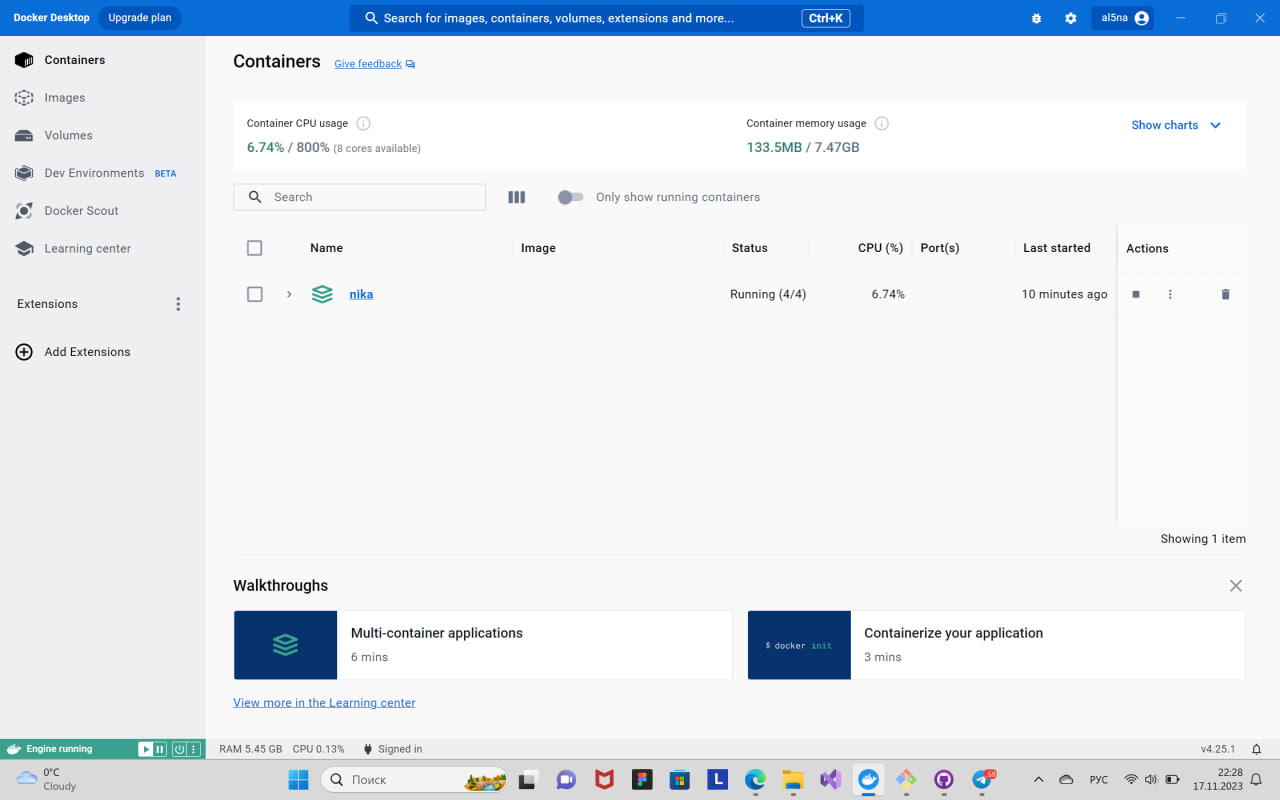 Docker Desktop Upgrade plan Search for images, containers, volumes, extensions and more... Ctrl+K al5na
Containers
Images
Volumes
Dev Environments BETA
Docker Scout
Learning center
Extensions
Add Extensions
Containers Give feedback
Container CPU usage
6.74% / 800% (8 cores available)
Container memory usage
133.5MB / 7.47GB
Show charts
Search
Only show running containers
Name Image Status CPU (%) Port(s) Last started Actions
nika Running (4/4) 6.74% 10 minutes ago
Showing 1 item
Walkthroughs
Multi-container applications
6 mins
$ docker init
Containerize your application
3 mins
View more in the Learning center
Engine running RAM 5.45 GB CPU 0.13% Signed in v4.25.1
0°C
Cloudy
Поиск
L
68
РУС
22:28
17.11.2023